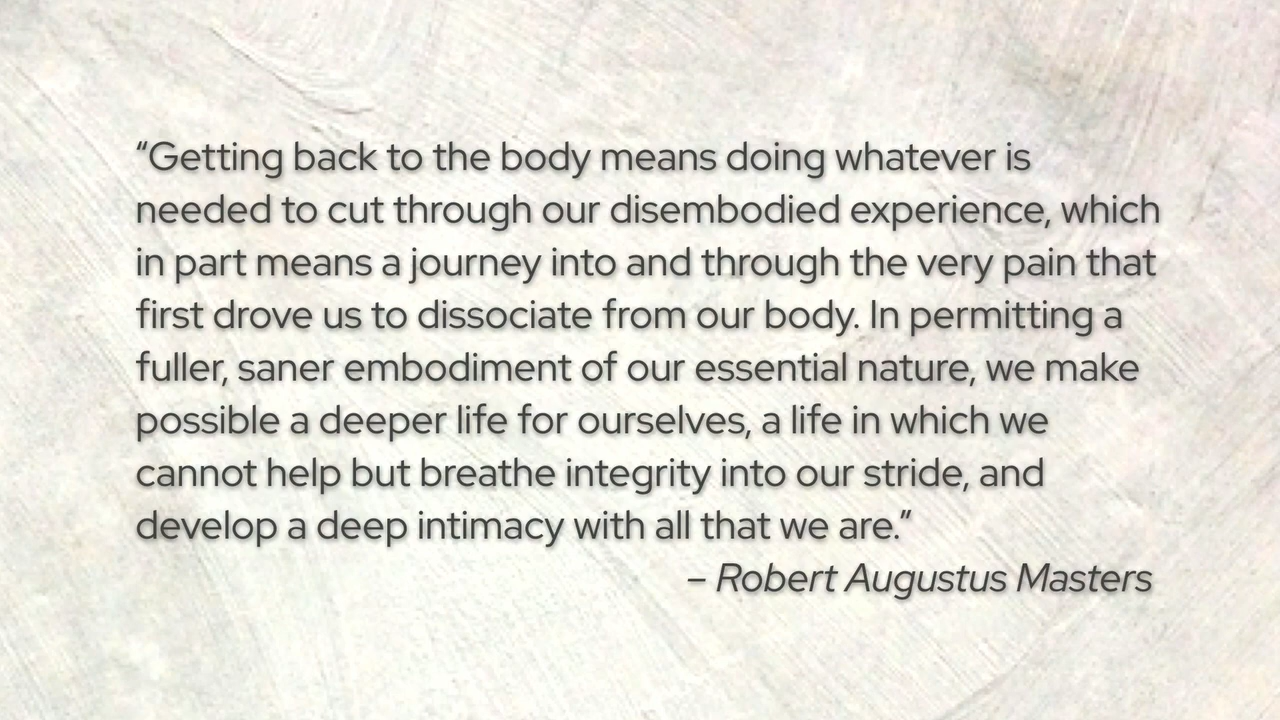 “Getting back to the body means doing whatever is
needed to cut through our disembodied experience, which
in part means a journey into and through the very pain that
first drove us to dissociate from our body. In permitting a
fuller, saner embodiment of our essential nature, we make
possible a deeper life for ourselves, a life in which we
cannot help but breathe integrity into our stride, and
develop a deep intimacy with all that we are.”
– Robert Augustus Masters